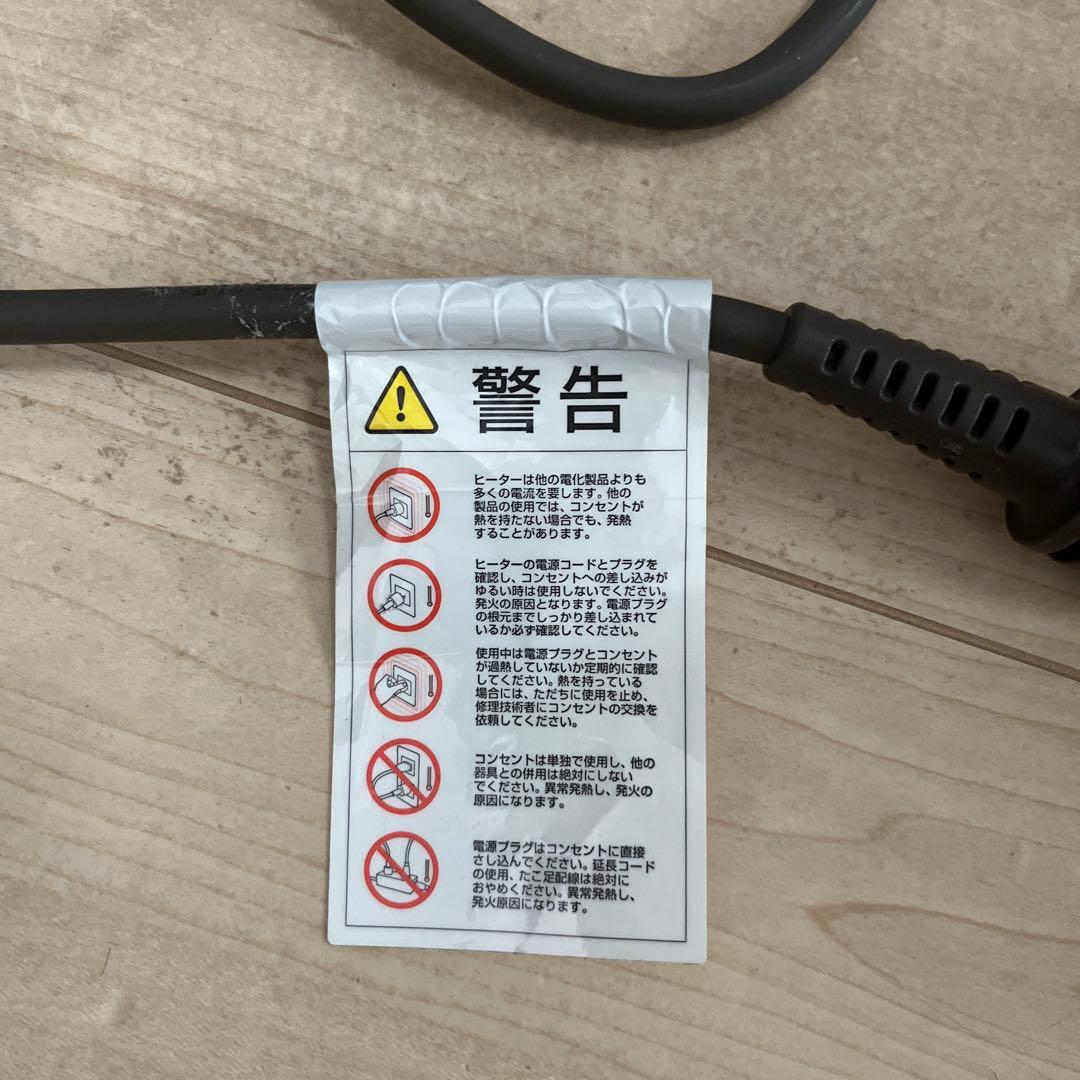 警告
ヒーターは他の電化製品よりも
多くの電流を要します。他の
製品の使用では、コンセントが
熱を持たない場合でも、発熱
することがあります。
ヒーターの電源コードとプラグを
確認し、コンセントへの差し込みが
ゆるい時は使用しないでください。
発火の原因となります。電源プラグ
の根元までしっかり差し込まれて
いるか必ず確認してください。
使用中は電源プラグとコンセント
が過熱していないか定期的に確認
してください。熱を持っている
場合には、ただちに使用を止め、
修理技術者にコンセントの交換を
依頼してください。
コンセントは単独で使用し、他の
器具との併用は絶対にしない
でください。異常発熱し、発火の
原因になります。
電源プラグはコンセントに直接
さし込んでください。延長コード
の使用、たこ足配線は絶対に
おやめください。異常発熱し、
発火原因になります。